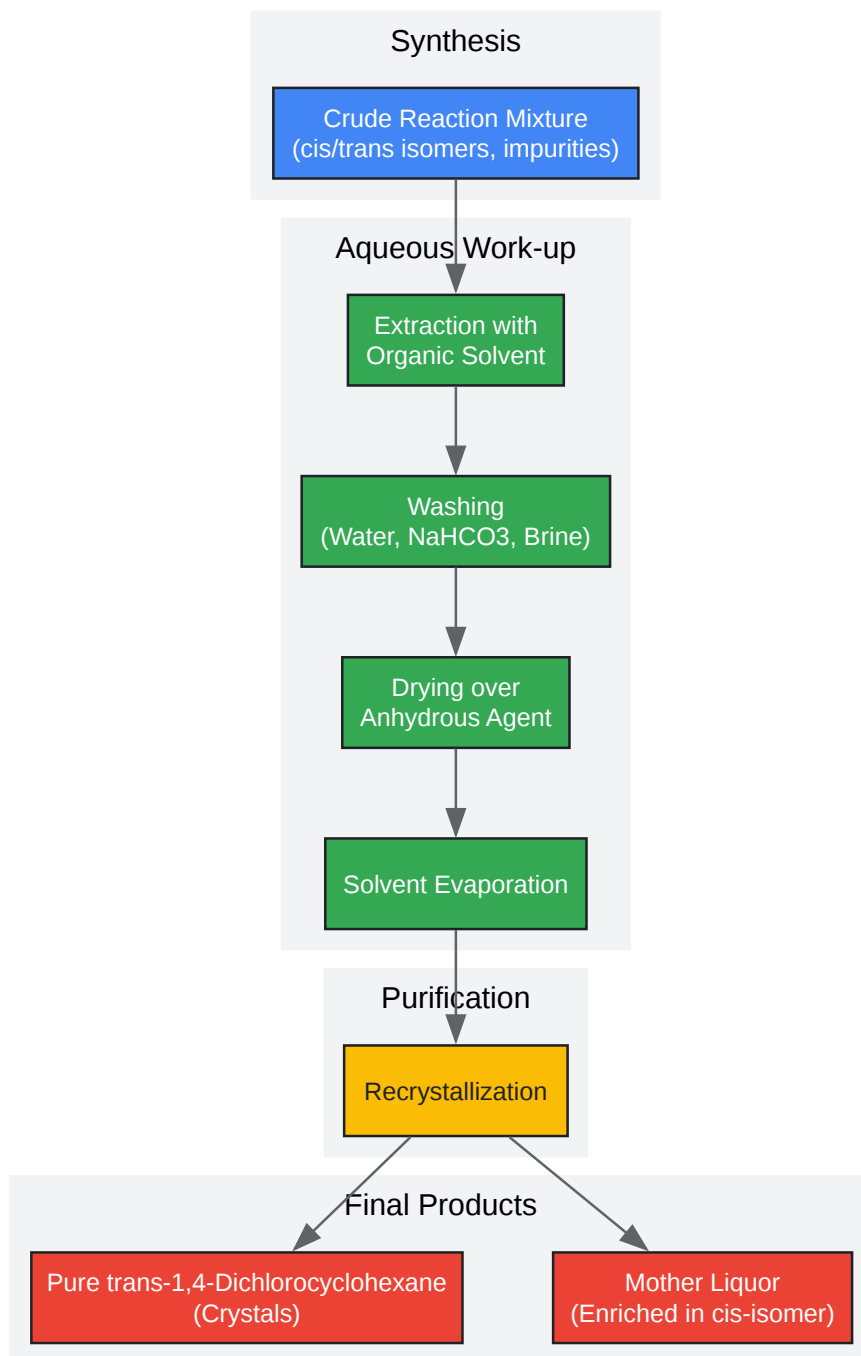 Synthesis
Crude Reaction Mixture
(cis/trans isomers, impurities)
Aqueous Work-up
Extraction with
Organic Solvent
Washing
(Water, NaHCO3, Brine)
Drying over
Anhydrous Agent
Solvent Evaporation
Purification
Recrystallization
Final Products
Pure trans-1,4-Dichlorocyclohexane
(Crystals)
Mother Liquor
(Enriched in cis-isomer)